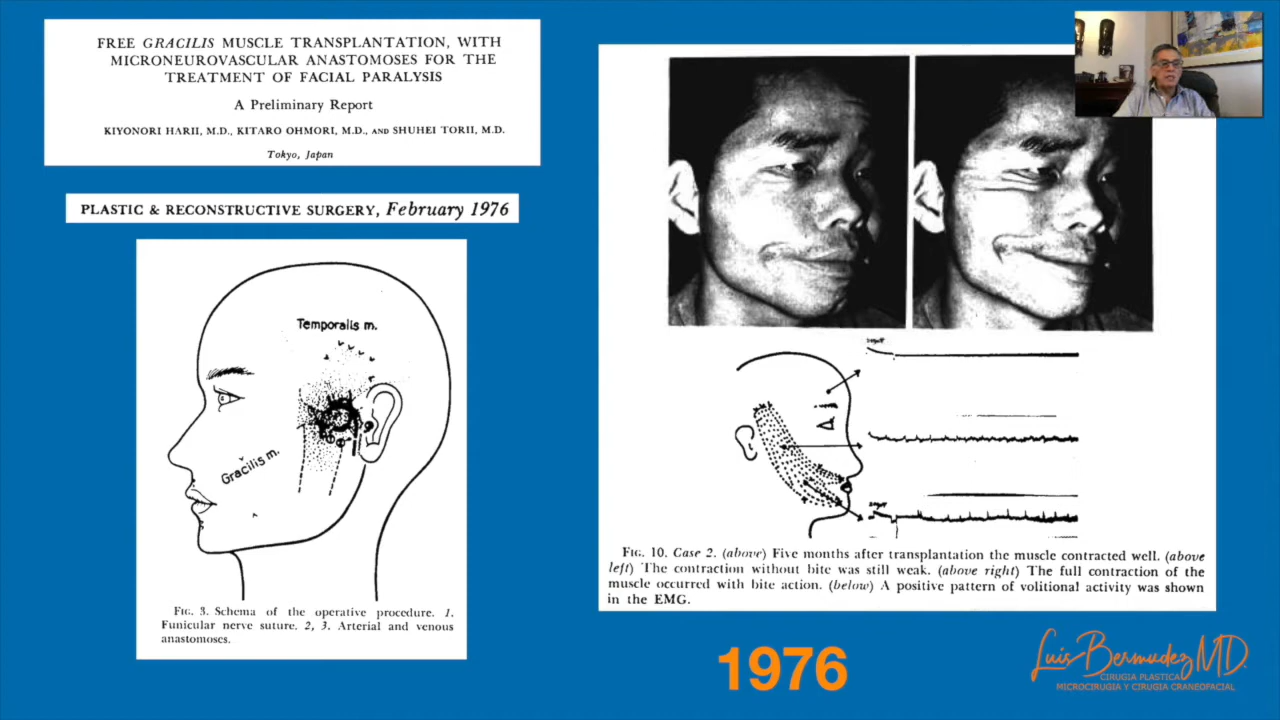 FREE GRACILIS MUSCLE TRANSPLANTATION, WITH
MICRONEUROVASCULAR ANASTOMOSES FOR THE
TREATMENT OF FACIAL PARALYSIS
A Preliminary Report
KIYONORI HARII, M.D., KITARO OHMORI, M.D., AND SHUHEI TORII, M.D.
Tokyo, Japan
PLASTIC & RECONSTRUCTIVE SURGERY, February 1976
Temporalis m.
Gracilis m.
FIG. 3. Schema of the operative procedure. 1.
Funicular nerve suture. 2, 3. Arterial and venous
anastomoses.
FIG. 10. Case 2. (above) Five months after transplantation the muscle contracted well. (above
left) The contraction without bite was still weak. (above right) The full contraction of the
muscle occurred with bite action. (below) A positive pattern of volitional activity was shown
in the EMG.
1976
Luis Bermudez MD.
CIRUGIA PLASTICA
MICROCIRUGIA Y CIRUGIA CRANEOFACIAL